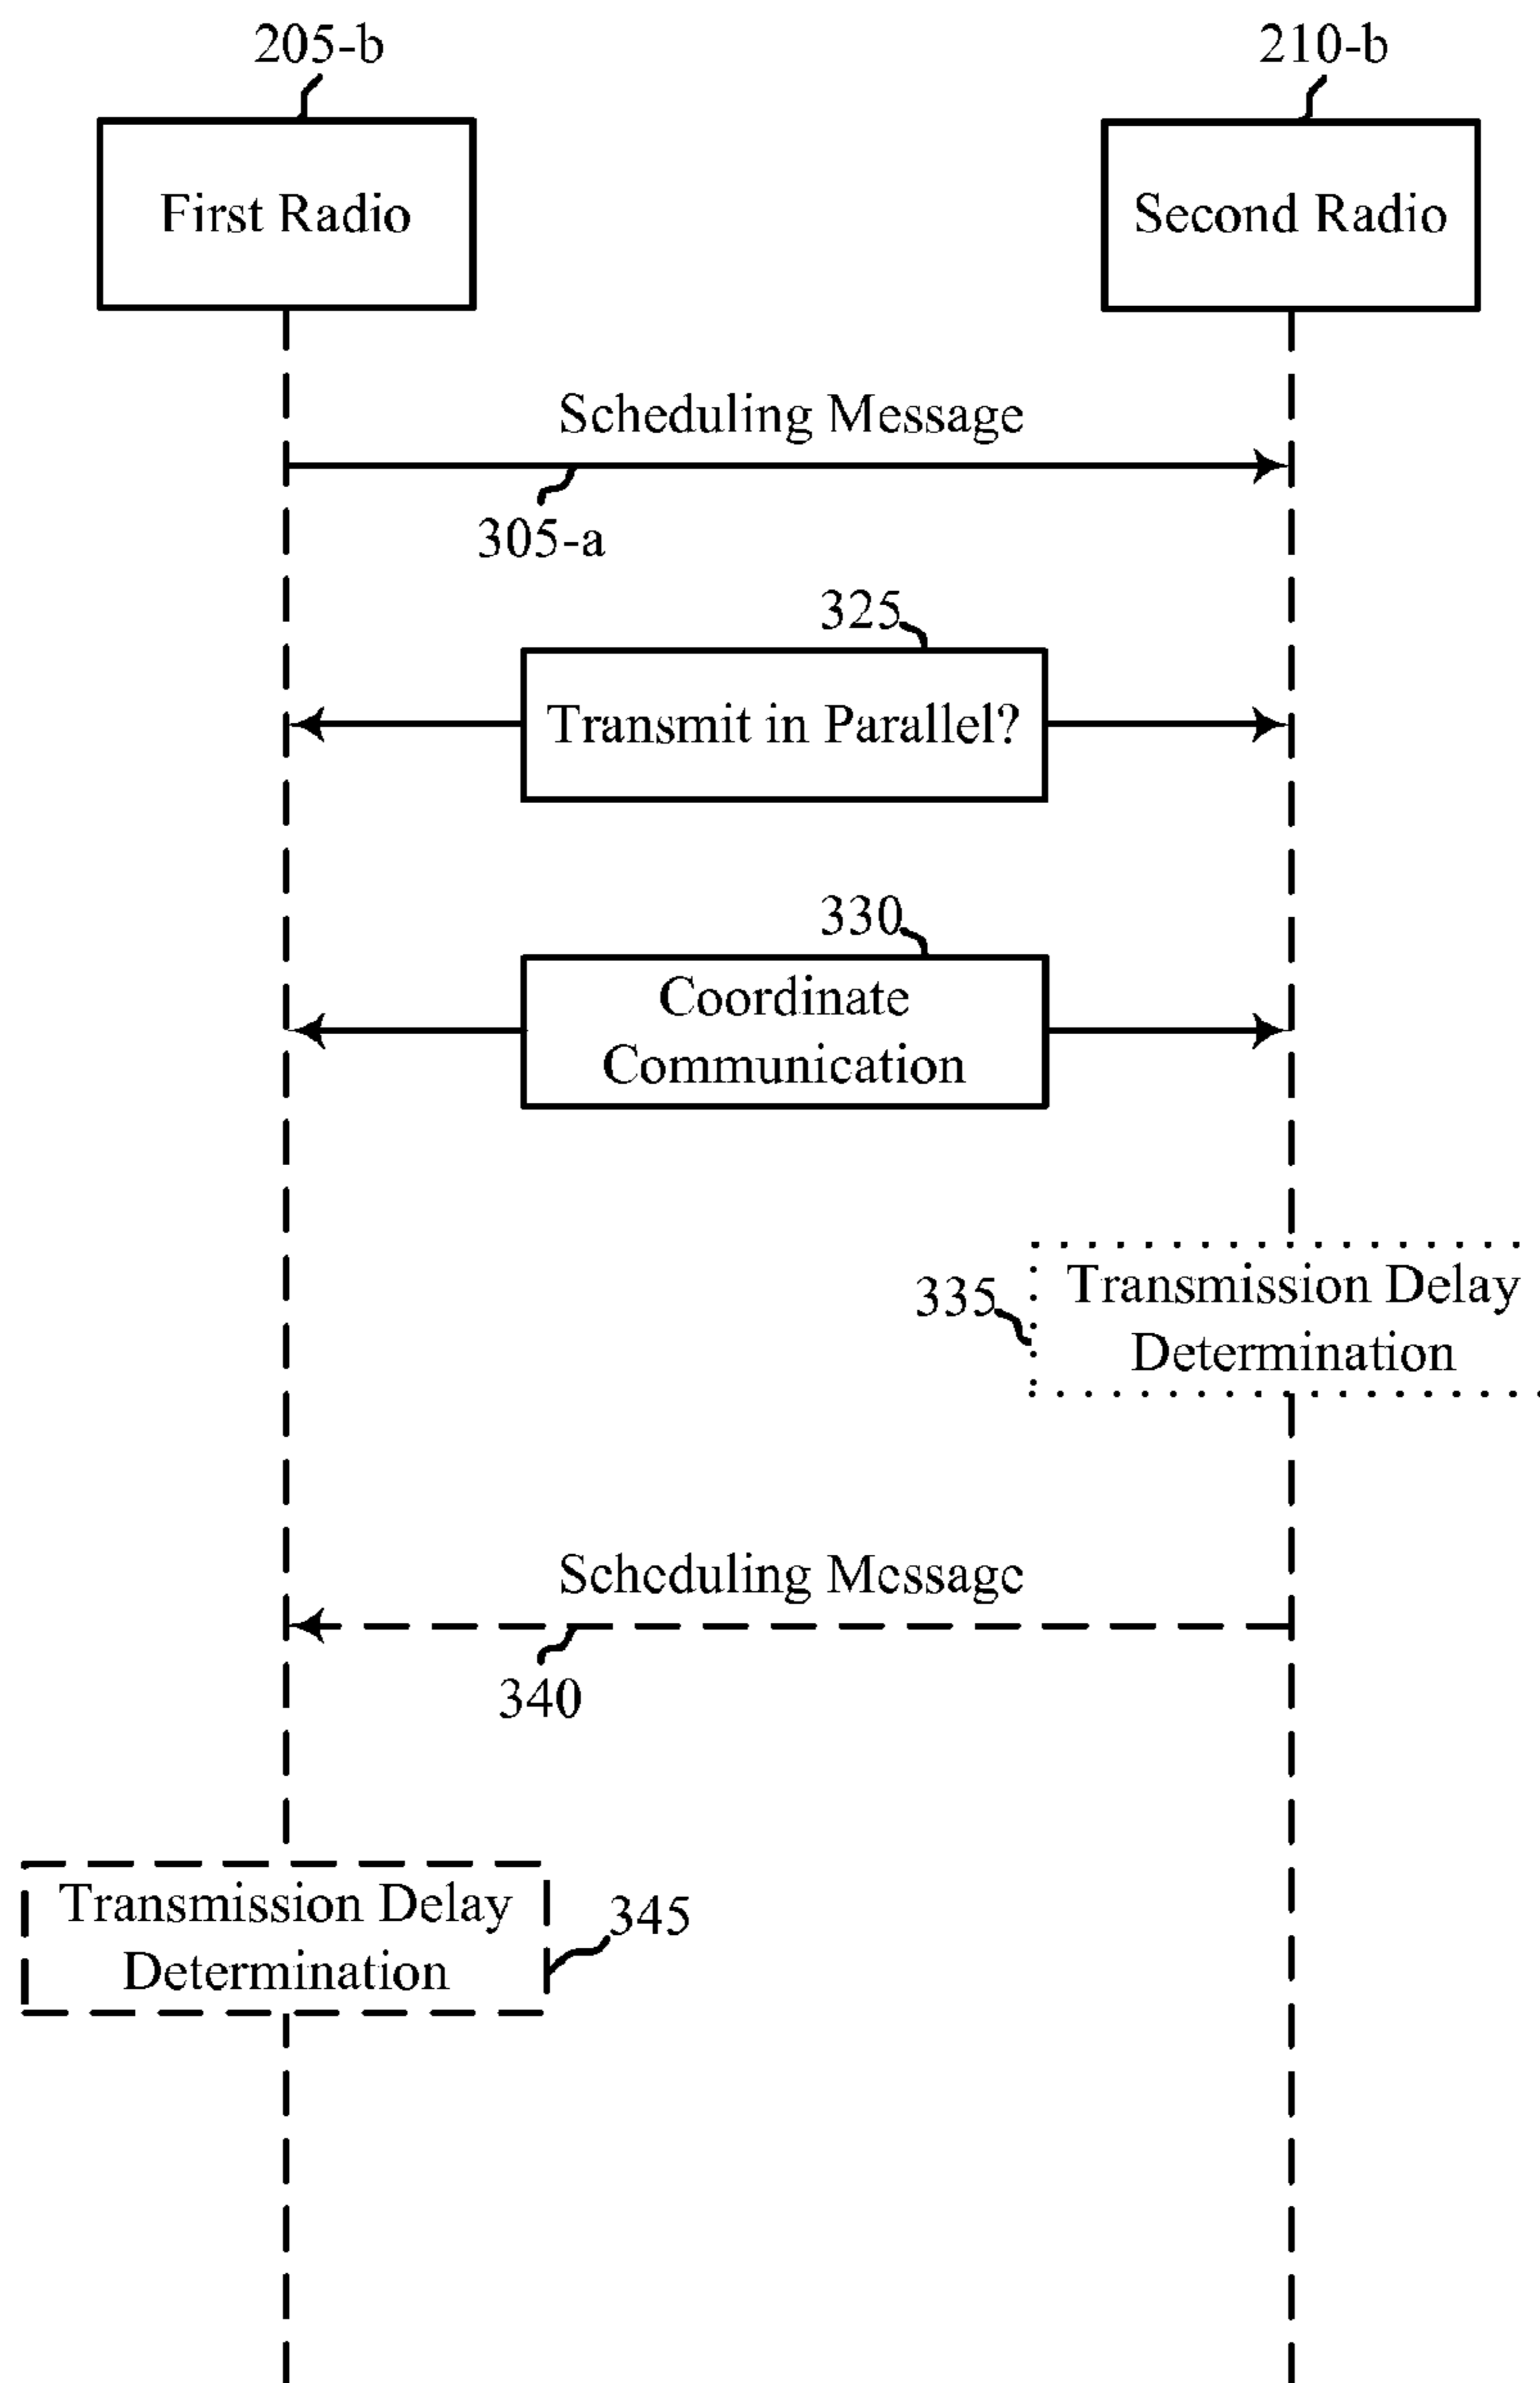 205-b
210-b
First Radio
Second Radio
Scheduling Message
305-a
325
Transmit in Parallel?
330
Coordinate
Communication
335
Transmission Delay
Determination
Scheduling Message
340
Transmission Delay
Determination
345